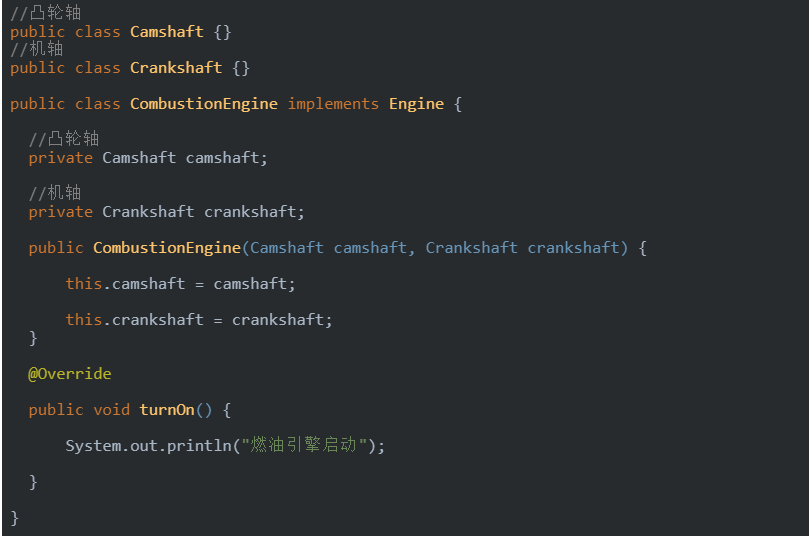 //凸轮轴
public class Camshaft {}
//机轴
public class Crankshaft {}
public class CombustionEngine implements Engine {
//凸轮轴
private Camshaft camshaft;
//机轴
private Crankshaft crankshaft;
public CombustionEngine(Camshaft camshaft, Crankshaft crankshaft) {
this.camshaft = camshaft;
this.crankshaft = crankshaft;
}
@Override
public void turnOn() {
System.out.println("燃油引擎启动");
}
}